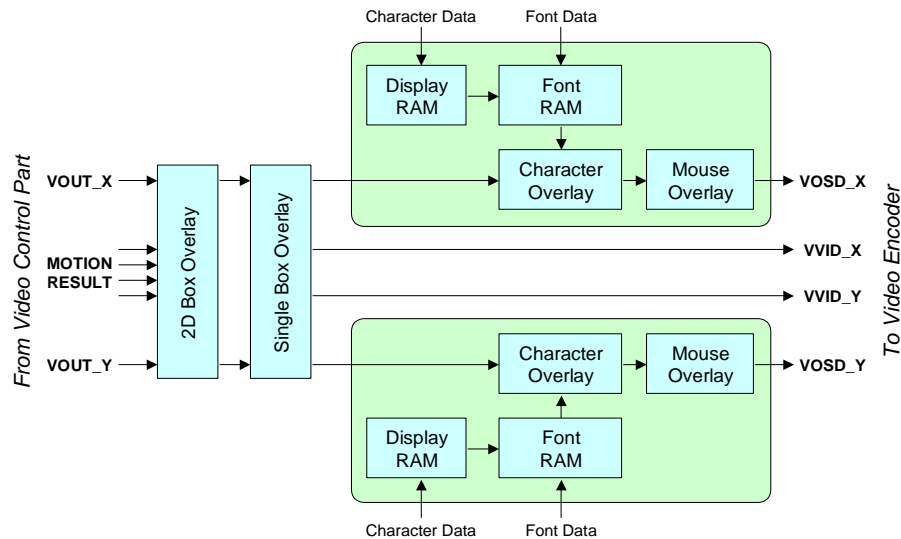 Character Data
Font Data
Display
RAM
Font
RAM
Character
Overlay
Mouse
Overlay
From Video Control Part
VOUT_X
MOTION
RESULT
VOUT_Y
2D Box Overlay
Single Box Overlay
VOSD_X
VVID_X
VVID_Y
VOSD_Y
To Video Encoder
Character
Overlay
Mouse
Overlay
Display
RAM
Font
RAM
Character Data
Font Data